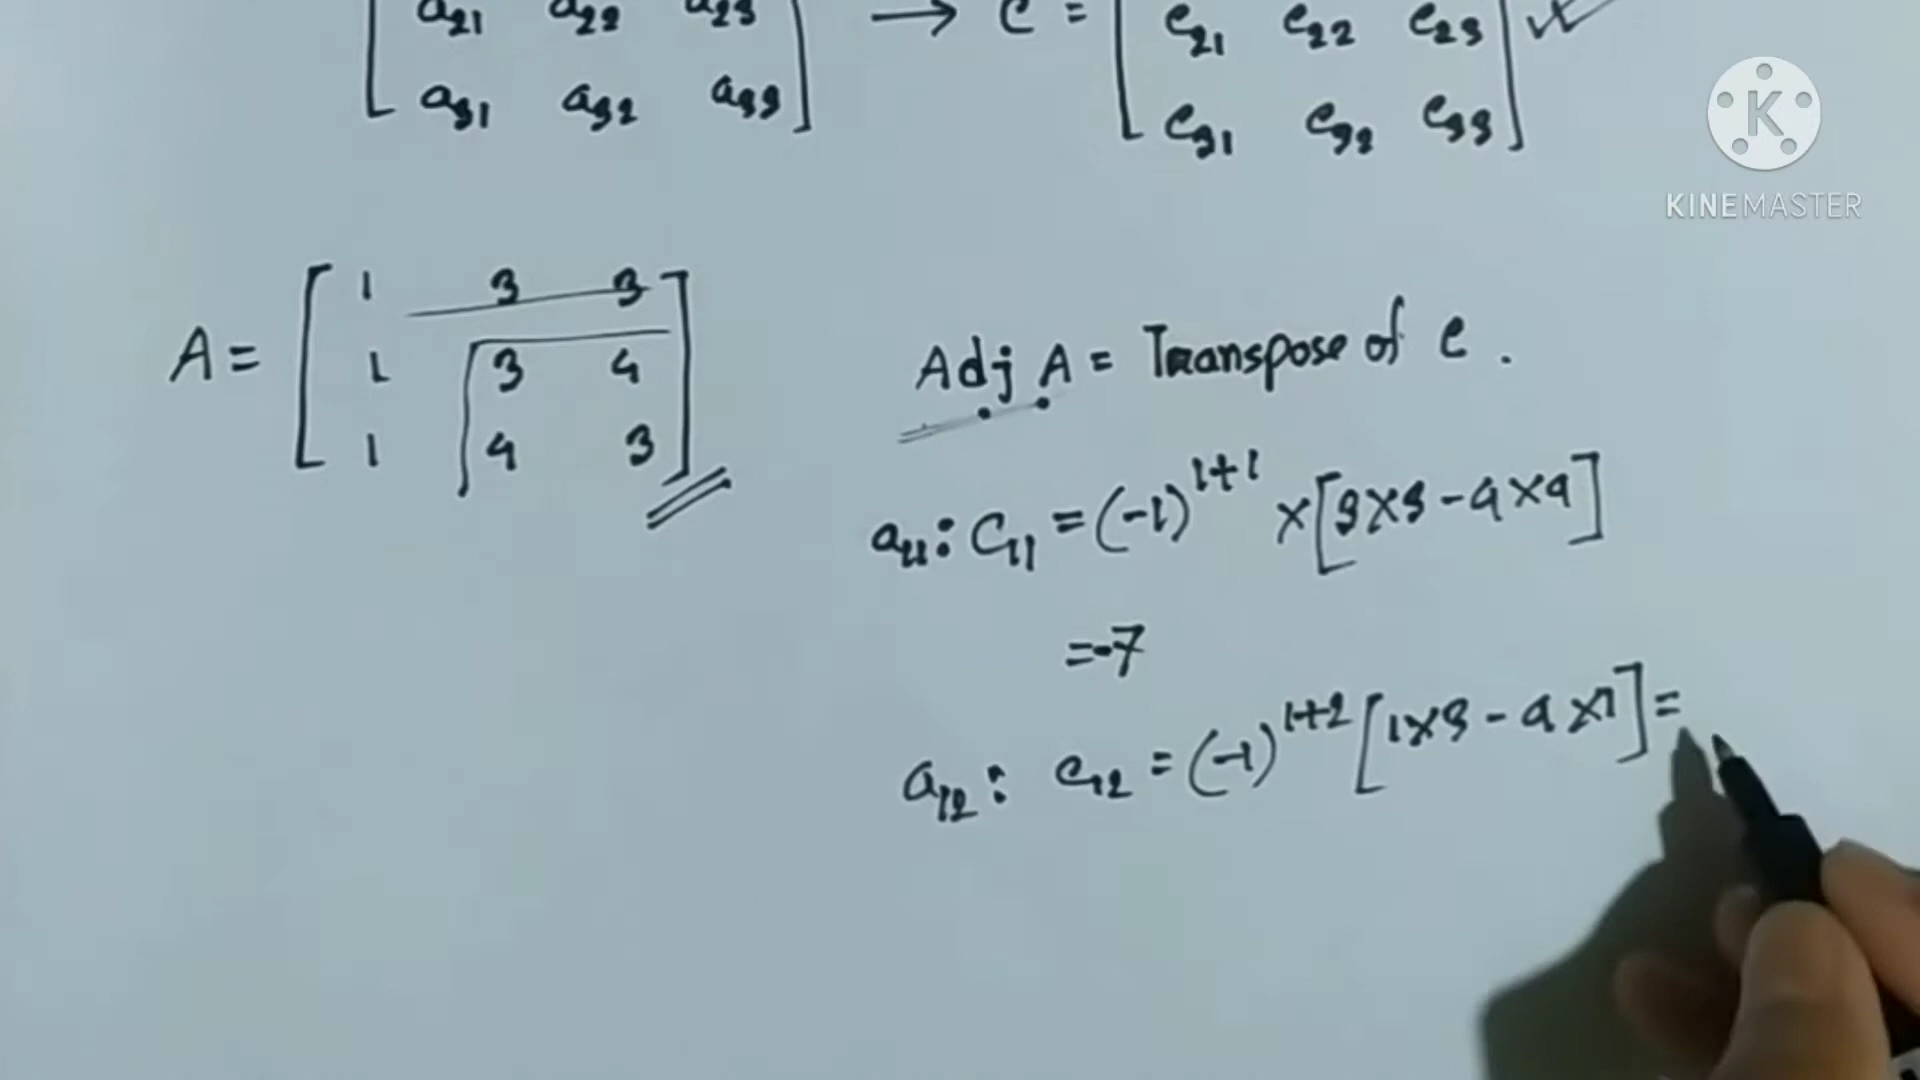 a21 a22 a23 → C = c21 c22 c23
a31 a32 a33 c31 c32 c33
K
KINEMASTER
A = [ 1 3 3
1 3 4
1 4 3 ]
Adj A = Transpose of C .
a11 : C11 = (-1)^1+1 × [3×3 - 4×4]
= -7
a12 : C12 = (-1)^1+2 [1×3 - 4×1] =